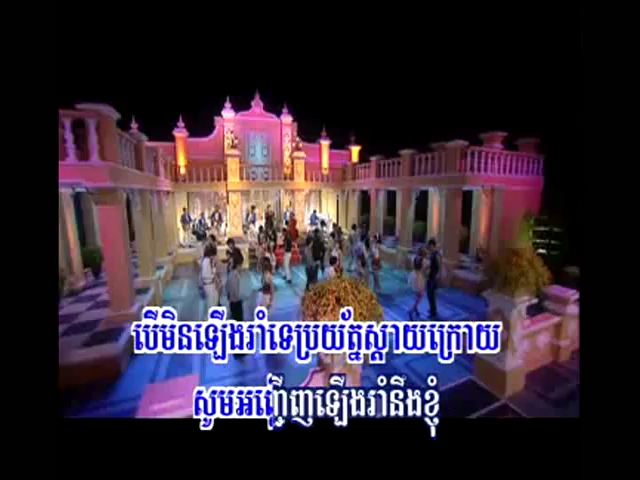 បើមិនឡើងរាំទេប្រយ័ត្នស្ដាយក្រោយ
សូមអញ្ជើញឡើងរាំនឹងខ្ញុំ